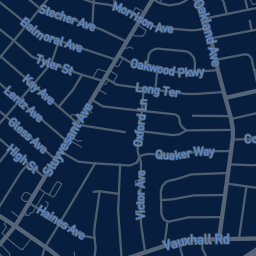 Stecher Ave
Morrison Ave
Oakland Ave
Balmoral Ave
Tyler St
Oakwood Pkwy
Kay Ave
Long Ter
Lentz Ave
Stuyvesant Ave
Oxford Ln
Gless Ave
High St
Quaker Way
Victor Ave
Haines Ave
Vauxhall Rd